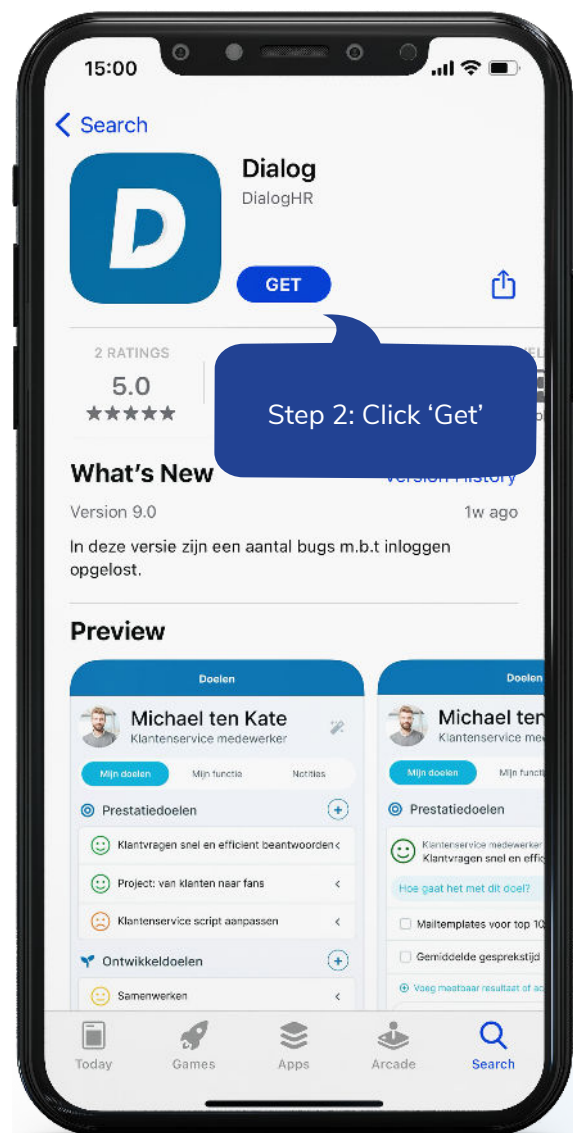 15:00
Search
Dialog
DialogHR
GET
2 RATINGS
5.0
Step 2: Click ‘Get’
What's New
Version History
Version 9.0
1w ago
In deze versie zijn een aantal bugs m.b.t inloggen
opgelost.
Preview
Doelen
Michael ten Kate
Klantenservice medewerker
Mijn doelen
Mijn functie
Notities
Prestatiedoelen
Klantvragen snel en efficient beantwoorden
Project: van klanten naar fans
Klantenservice script aanpassen
Ontwikkeldoelen
Samenwerken
Doelen
Michael ten
Klantenservice
Mijn doelen
Mijn
Prestatiedoelen
Klantenservice medewerker
Klantvragen snel en
Hoe gaat het met dit doel?
Mailtemplates voor top 10
Gemiddelde gesprekstijd
Voeg meetbaar resultaat of
Today
Games
Apps
Arcade
Search